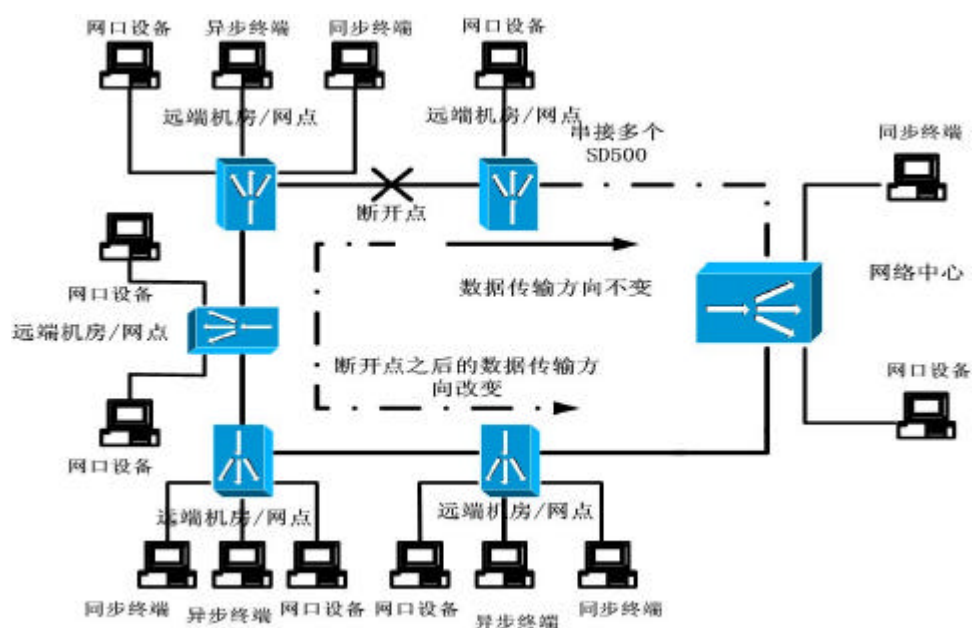 网口设备
异步终端
同步终端
网口设备
远端机房/网点
远端机房/网点
串接多个
SD500
同步终端
断开点
网口设备
数据传输方向不变
网络中心
远端机房/网点
断开点之后的数据传输方
向改变
网口设备
网口设备
远端机房/网点
远端机房/网点
同步终端
异步终端
网口设备
网口设备
异步终端
同步终端